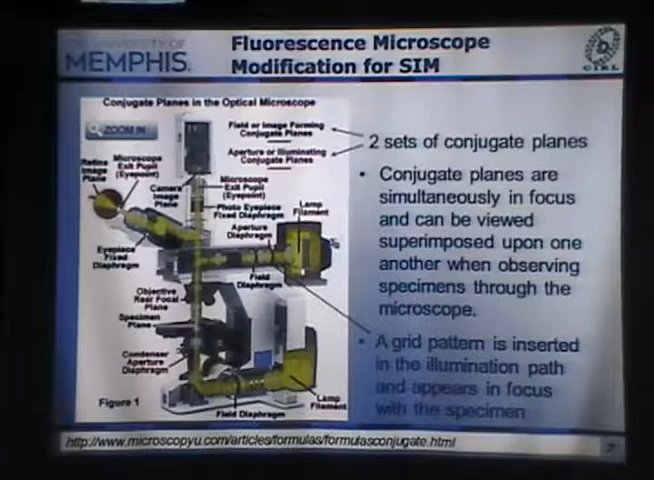 THE UNIVERSITY OF
MEMPHIS.
Fluorescence Microscope
Modification for SIM
CIRL
Conjugate Planes in the Optical Microscope
ZOOM IN
Field or Image Forming
Conjugate Planes
Aperture or Illuminating
Conjugate Planes
Retina
Image
Plane
Microscope
Exit Pupil
(Eyepoint)
Camera
Image
Plane
Microscope
Exit Pupil
(Eyepoint)
Photo Eyepiece
Fixed Diaphragm
Lamp
Filament
Aperture
Diaphragm
Eyepiece
Fixed
Diaphragm
Field
Diaphragm
Objective
Rear Focal
Plane
Specimen
Plane
Condenser
Aperture
Diaphragm
Figure 1
Field Diaphragm
Lamp
Filament
2 sets of conjugate planes
• Conjugate planes are
simultaneously in focus
and can be viewed
superimposed upon one
another when observing
specimens through the
microscope.
• A grid pattern is inserted
in the illumination path
and appears in focus
with the specimen
http://www.microscopyu.com/articles/formulas/formulasconjugate.html